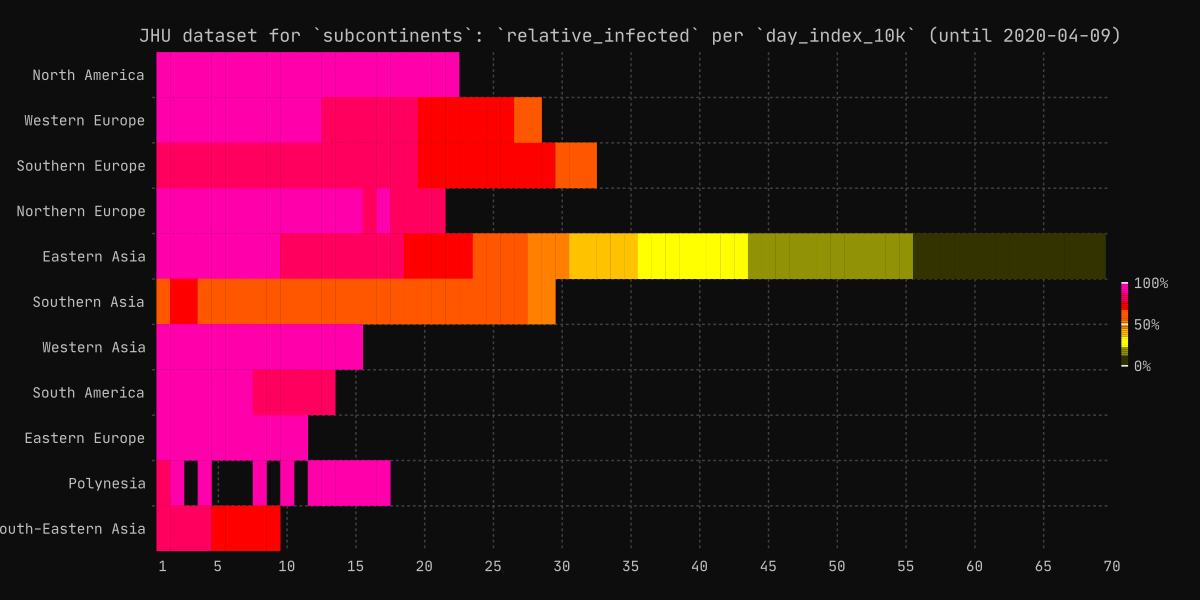 JHU dataset for `subcontinents`: `relative_infected` per `day_index_10k` (until 2020-04-09)
North America
Western Europe
Southern Europe
Northern Europe
Eastern Asia
Southern Asia
Western Asia
South America
Eastern Europe
Polynesia
outh-Eastern Asia
100%
50%
0%
1 5 10 15 20 25 30 35 40 45 50 55 60 65 70